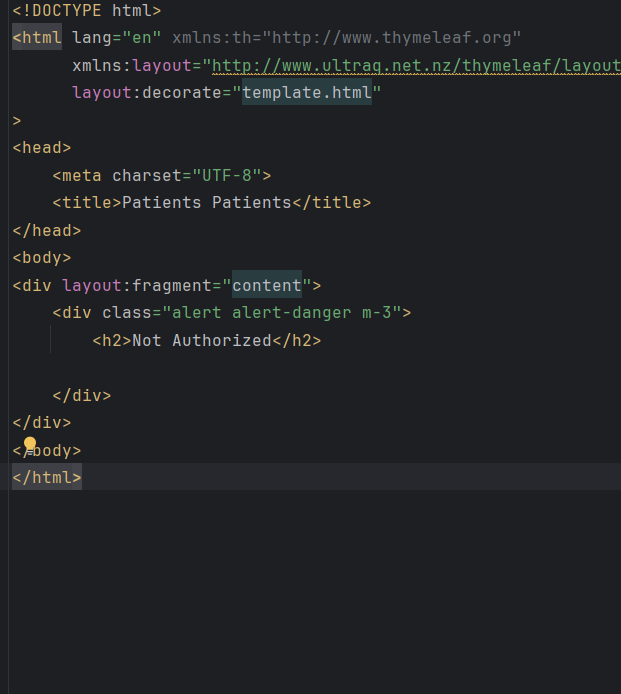 <!DOCTYPE html>
<html lang="en" xmlns:th="http://www.thymeleaf.org"
xmlns:layout="http://www.ultraq.net.nz/thymeleaf/layout
layout:decorate="template.html"
>
<head>
<meta charset="UTF-8">
<title>Patients Patients</title>
</head>
<body>
<div layout:fragment="content">
<div class="alert alert-danger m-3">
<h2>Not Authorized</h2>
</div>
</div>
</body>
</html>